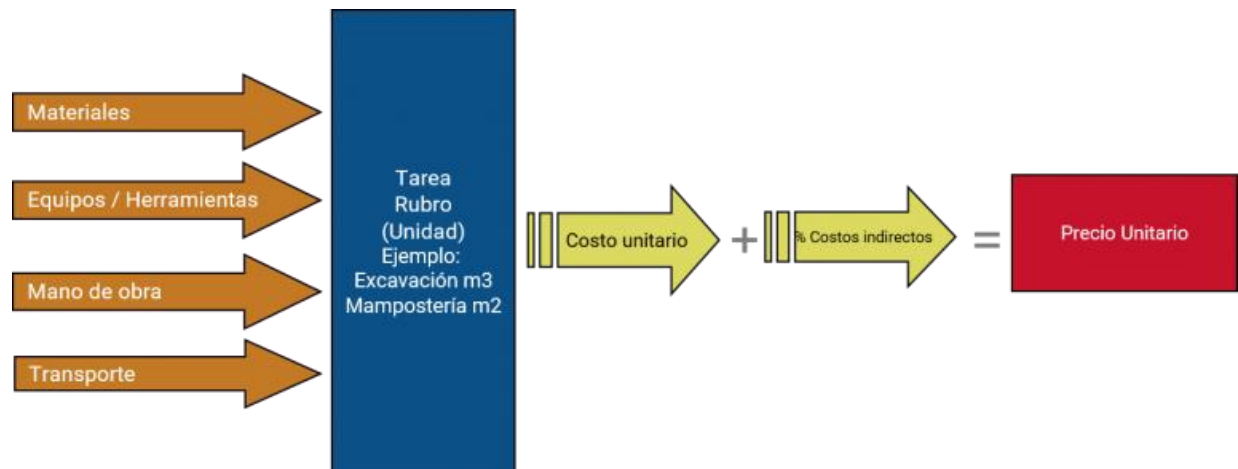 Materiales
Equipos / Herramientas
Mano de obra
Transporte
Tarea
Rubro
(Unidad)
Ejemplo:
Excavación m3
Mampostería m2
Costo unitario
+
% Costos indirectos
=
Precio Unitario